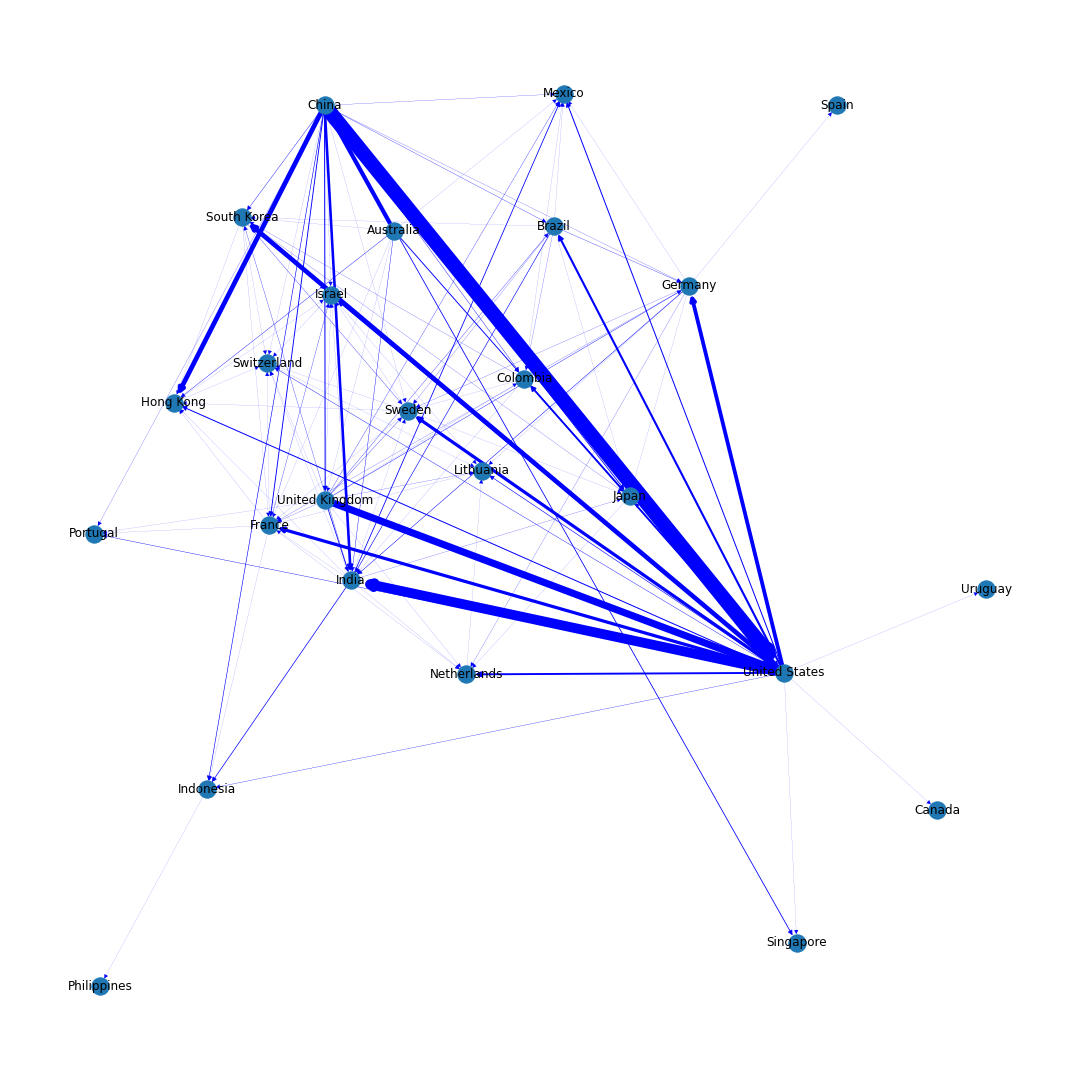 Mexico
China
Spain
South Korea
Australia
Brazil
Germany
Israel
Switzerland
Colombia
Hong Kong
Sweden
Lithuania
Japan
United Kingdom
France
Portugal
India
Uruguay
Netherlands
United States
Indonesia
Canada
Singapore
Philippines